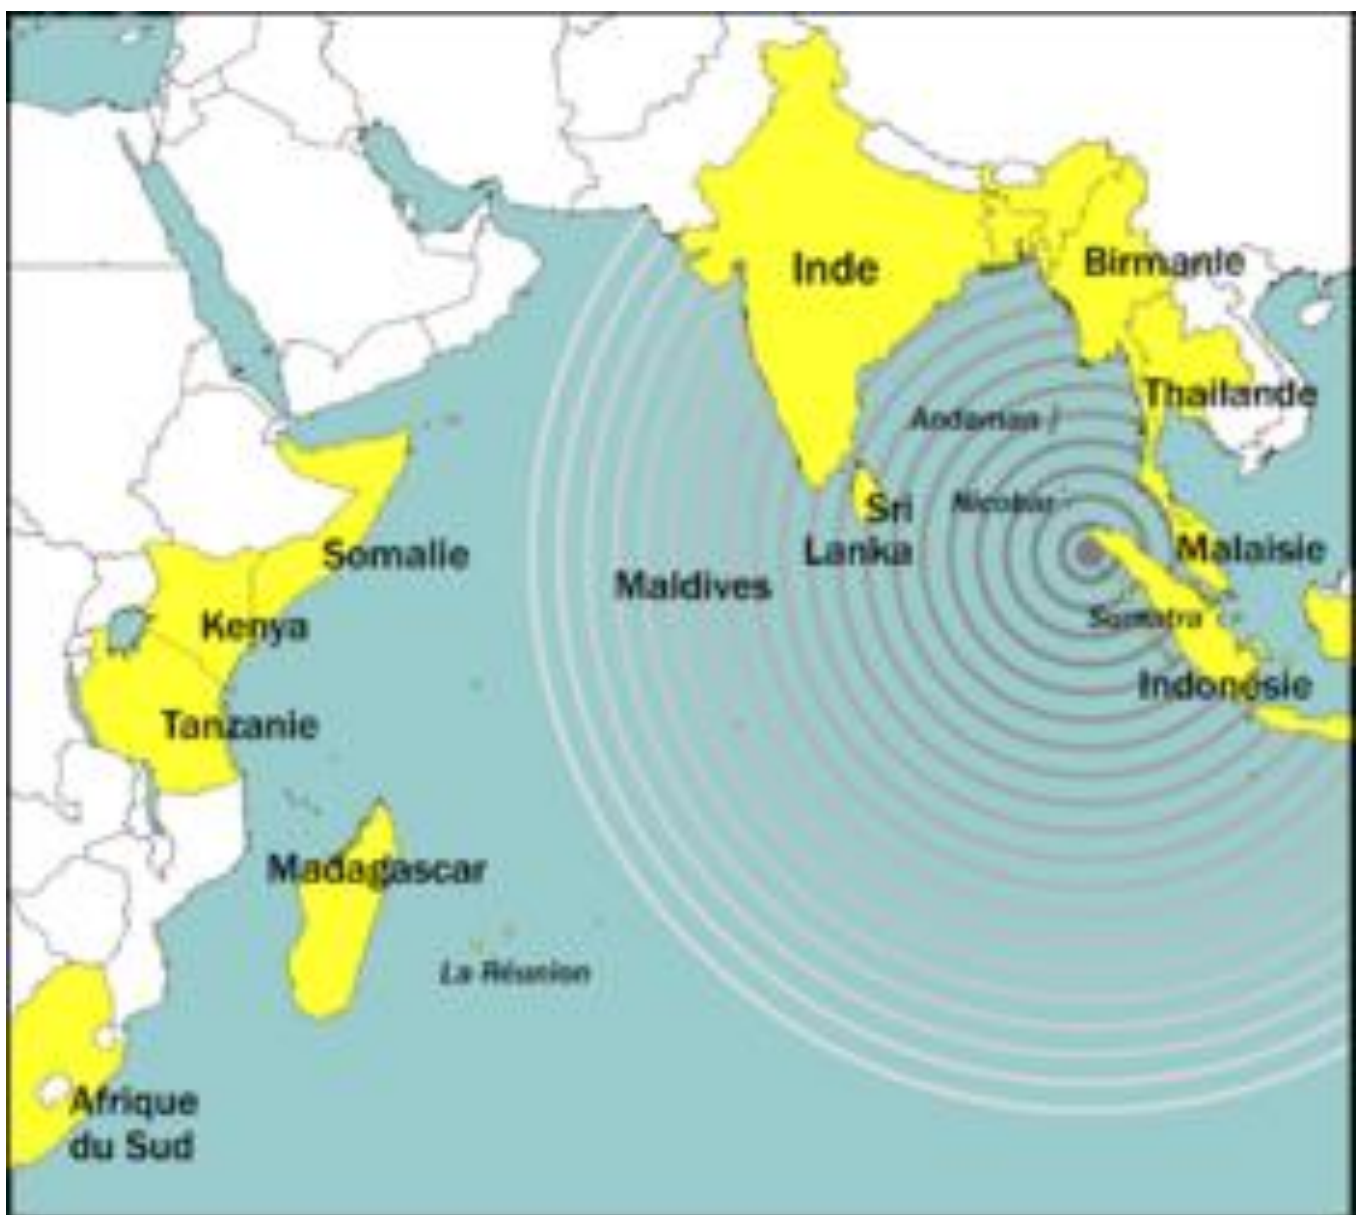 Inde
Birmanie
Thaïlande
Andaman /
Nicobar
Sri
Lanka
Malaisie
Somalie
Maldives
Sumatra
Kenya
Indonésie
Tanzanie
Madagascar
La Réunion
Afrique
du Sud